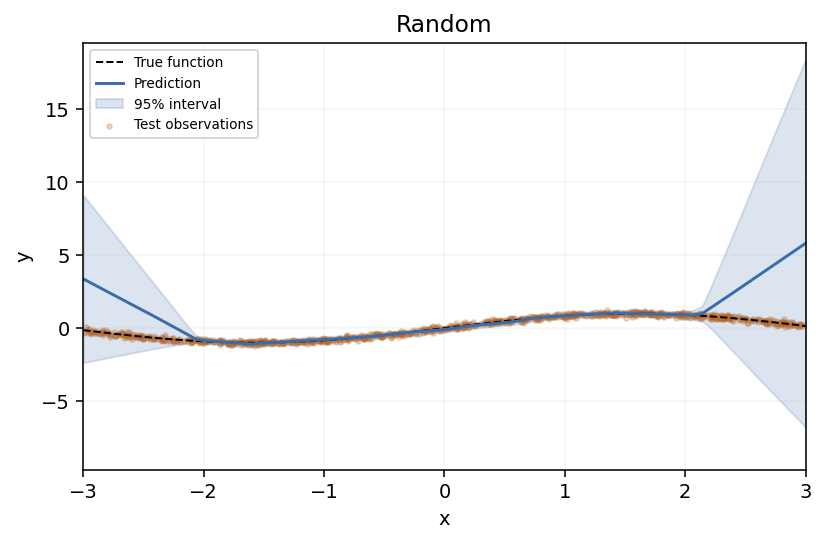 Random
True function
Prediction
95% interval
Test observations
15
10
5
0
−5
y
−3
−2
−1
0
1
2
3
x